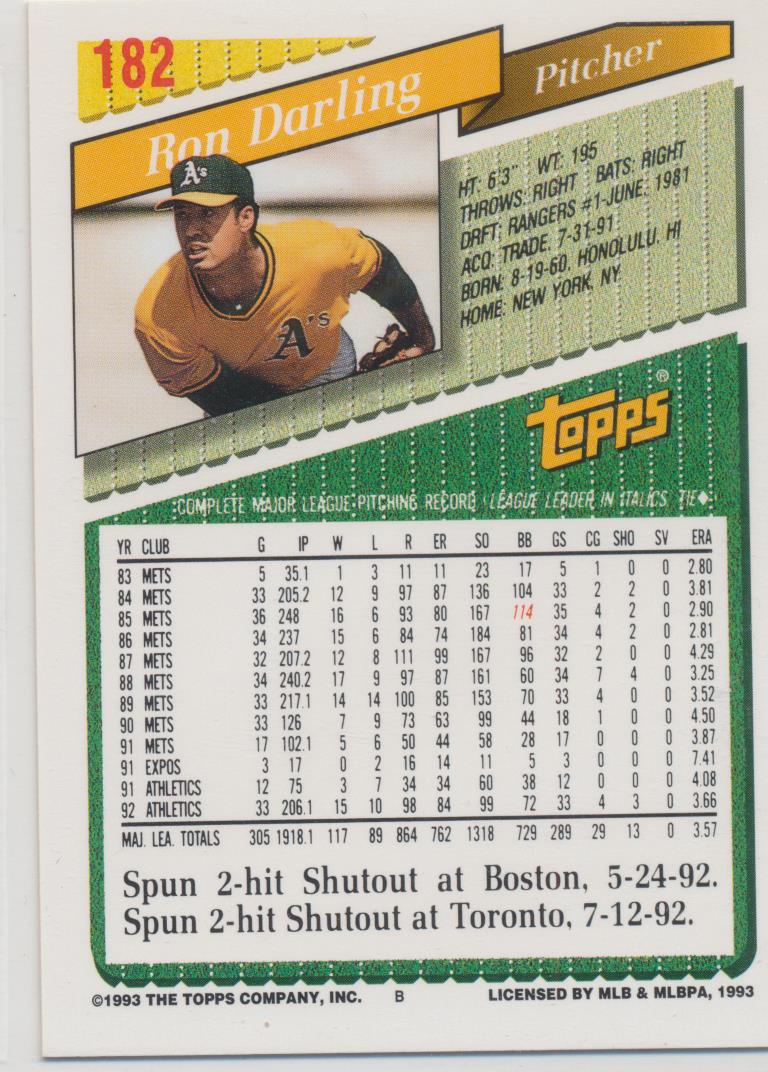 182
Ron Darling
Pitcher
A's
A's
HT: 6'3" WT: 195
THROWS: RIGHT BATS: RIGHT
DRFT: RANGERS #1-JUNE, 1981
ACQ: TRADE, 7-31-91
BORN: 8-19-60, HONOLULU, HI
HOME: NEW YORK, NY
TOPPS®
COMPLETE MAJOR LEAGUE PITCHING RECORD (LEAGUE LEADER IN ITALICS, TIE◆)
YR CLUB G IP W L R ER SO BB GS CG SHO SV ERA
83 METS 5 35.1 1 3 11 11 23 17 5 1 0 0 2.80
84 METS 33 205.2 12 9 97 87 136 104 33 2 2 0 3.81
85 METS 36 248 16 6 93 80 167 114 35 4 2 0 2.90
86 METS 34 237 15 6 84 74 184 81 34 4 2 0 2.81
87 METS 32 207.2 12 8 111 99 167 96 32 2 0 0 4.29
88 METS 34 240.2 17 9 97 87 161 60 34 7 4 0 3.25
89 METS 33 217.1 14 14 100 85 153 70 33 4 0 0 3.52
90 METS 33 126 7 9 73 63 99 44 18 1 0 0 4.50
91 METS 17 102.1 5 6 50 44 58 28 17 0 0 0 3.87
91 EXPOS 3 17 0 2 16 14 11 5 3 0 0 0 7.41
91 ATHLETICS 12 75 3 7 34 34 60 38 12 0 0 0 4.08
92 ATHLETICS 33 206.1 15 10 98 84 99 72 33 4 3 0 3.66
MAJ. LEA. TOTALS 305 1918.1 117 89 864 762 1318 729 289 29 13 0 3.57
Spun 2-hit Shutout at Boston, 5-24-92.
Spun 2-hit Shutout at Toronto, 7-12-92.
©1993 THE TOPPS COMPANY, INC. B LICENSED BY MLB & MLBPA, 1993